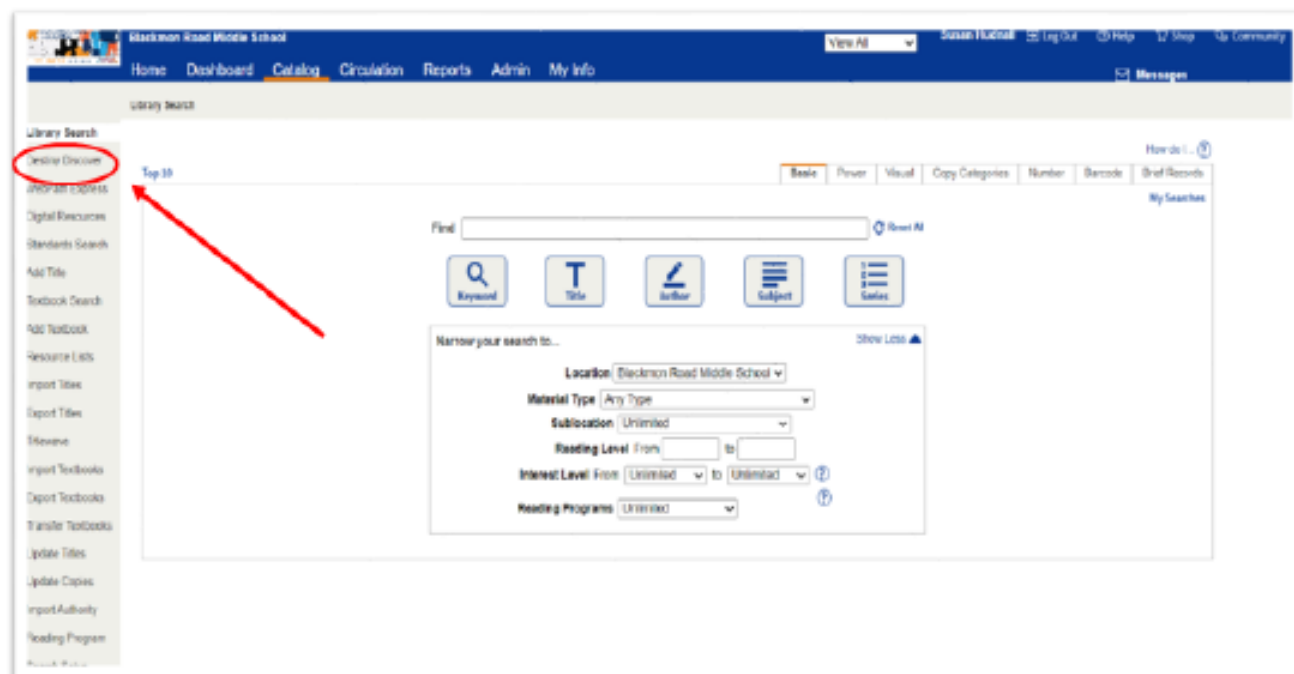 Blackmon Road Middle School
View All
Susan Hudnall Log Out Help Shop Community
Home Dashboard Catalog Circulation Reports Admin My Info
Messages
Library Search
Library Search
Destiny Discover
WebPath Express
Digital Resources
Standards Search
Add Title
Textbook Search
Add Textbook
Resource Lists
Import Titles
Export Titles
Titlewave
Import Textbooks
Export Textbooks
Transfer Textbooks
Update Titles
Update Copies
Import Authority
Reading Program
How do I...
Top 10
Basic Power Visual Copy Categories Number Barcode Brief Records
My Searches
Find
Reset All
Keyword Title Author Subject Series
Narrow your search to...
Show Less
Location Blackmon Road Middle School
Material Type Any Type
Sublocation Unlimited
Reading Level From to
Interest Level From Unlimited to Unlimited ?
?
Reading Programs Unlimited